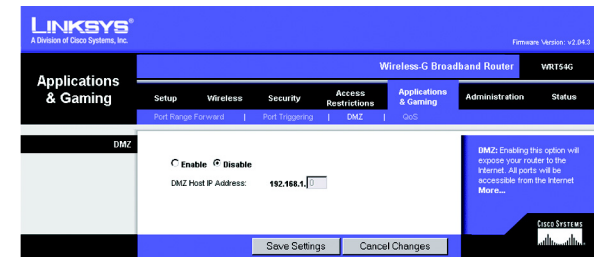 LINKSYS®
A Division of Cisco Systems, Inc.
Firmware Version: v2.04.3
Wireless-G Broadband Router WRT54G
Applications & Gaming
Setup Wireless Security Access Restrictions Applications & Gaming Administration Status
Port Range Forward | Port Triggering | DMZ | QoS
DMZ
Enable Disable
DMZ Host IP Address: 192.168.1. 0
DMZ: Enabling this option will
expose your router to the
Internet. All ports will be
accessible from the Internet
More...
Save Settings Cancel Changes
CISCO SYSTEMS